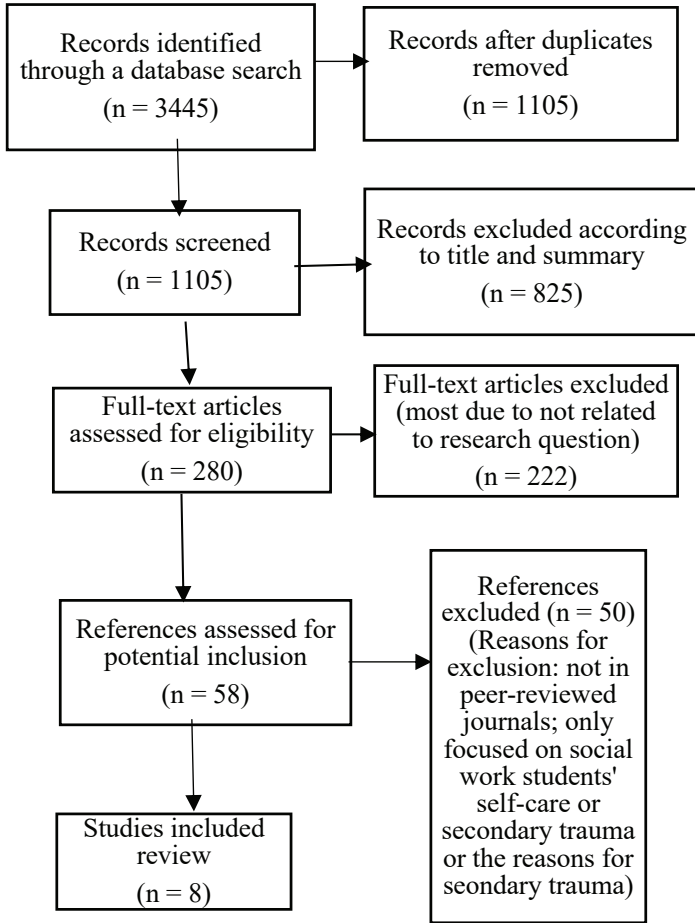 Records identified
through a database search
(n = 3445)
Records after duplicates
removed
(n = 1105)
Records screened
(n = 1105)
Records excluded according
to title and summary
(n = 825)
Full-text articles
assessed for eligibility
(n = 280)
Full-text articles excluded
(most due to not related
to research question)
(n = 222)
References assessed for
potential inclusion
(n = 58)
References
excluded (n = 50)
(Reasons for
exclusion: not in
peer-reviewed
journals; only
focused on social
work students'
self-care or
secondary trauma
or the reasons for
seondary trauma)
Studies included
review
(n = 8)